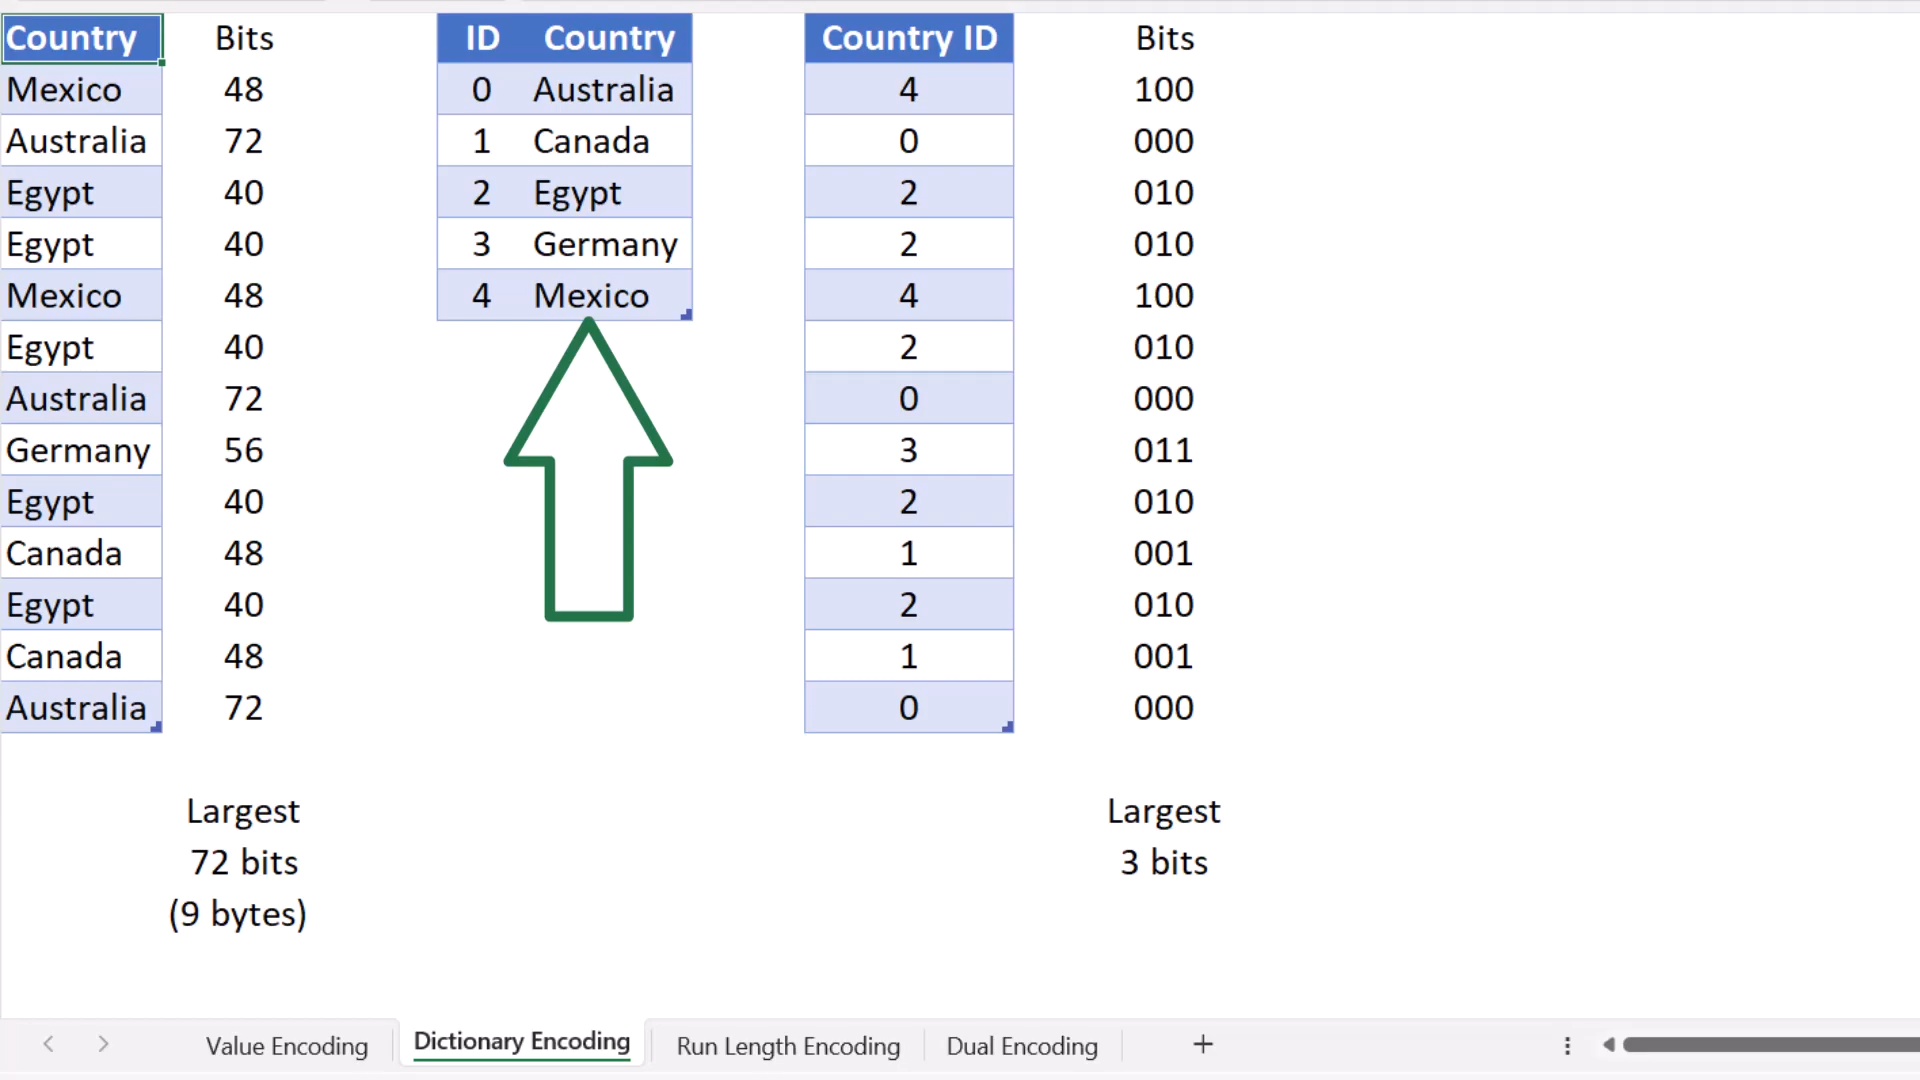 Country Bits ID Country Country ID Bits
Mexico 48 0 Australia 4 100
Australia 72 1 Canada 0 000
Egypt 40 2 Egypt 2 010
Egypt 40 3 Germany 2 010
Mexico 48 4 Mexico 4 100
Egypt 40 2 010
Australia 72 0 000
Germany 56 3 011
Egypt 40 2 010
Canada 48 1 001
Egypt 40 2 010
Canada 48 1 001
Australia 72 0 000
Largest Largest
72 bits 3 bits
(9 bytes)
Value Encoding Dictionary Encoding Run Length Encoding Dual Encoding